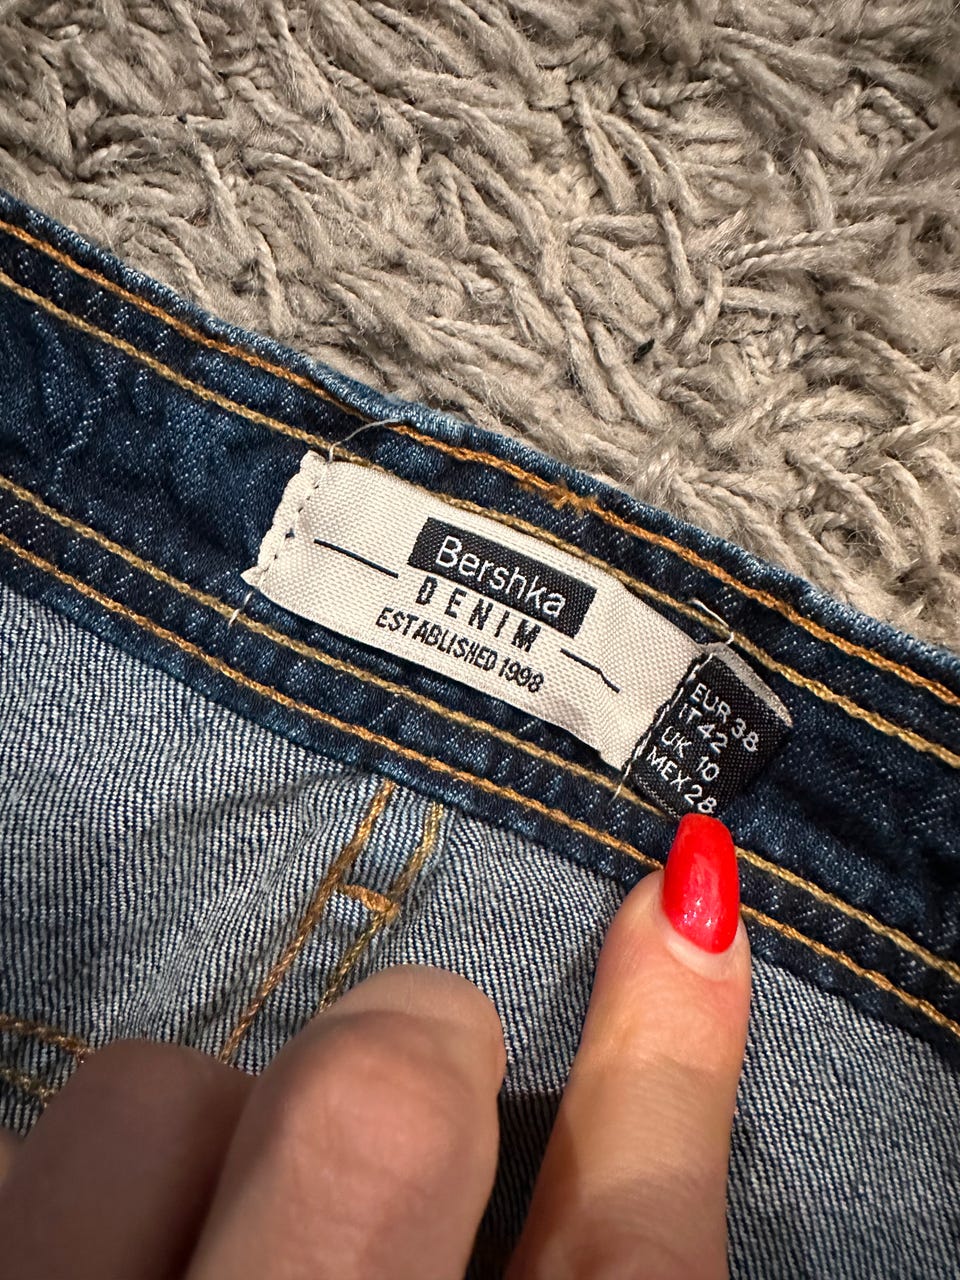 Bershka
DENIM
ESTABLISHED 1998
EUR 38
IT 42
UK 10
MEX 28